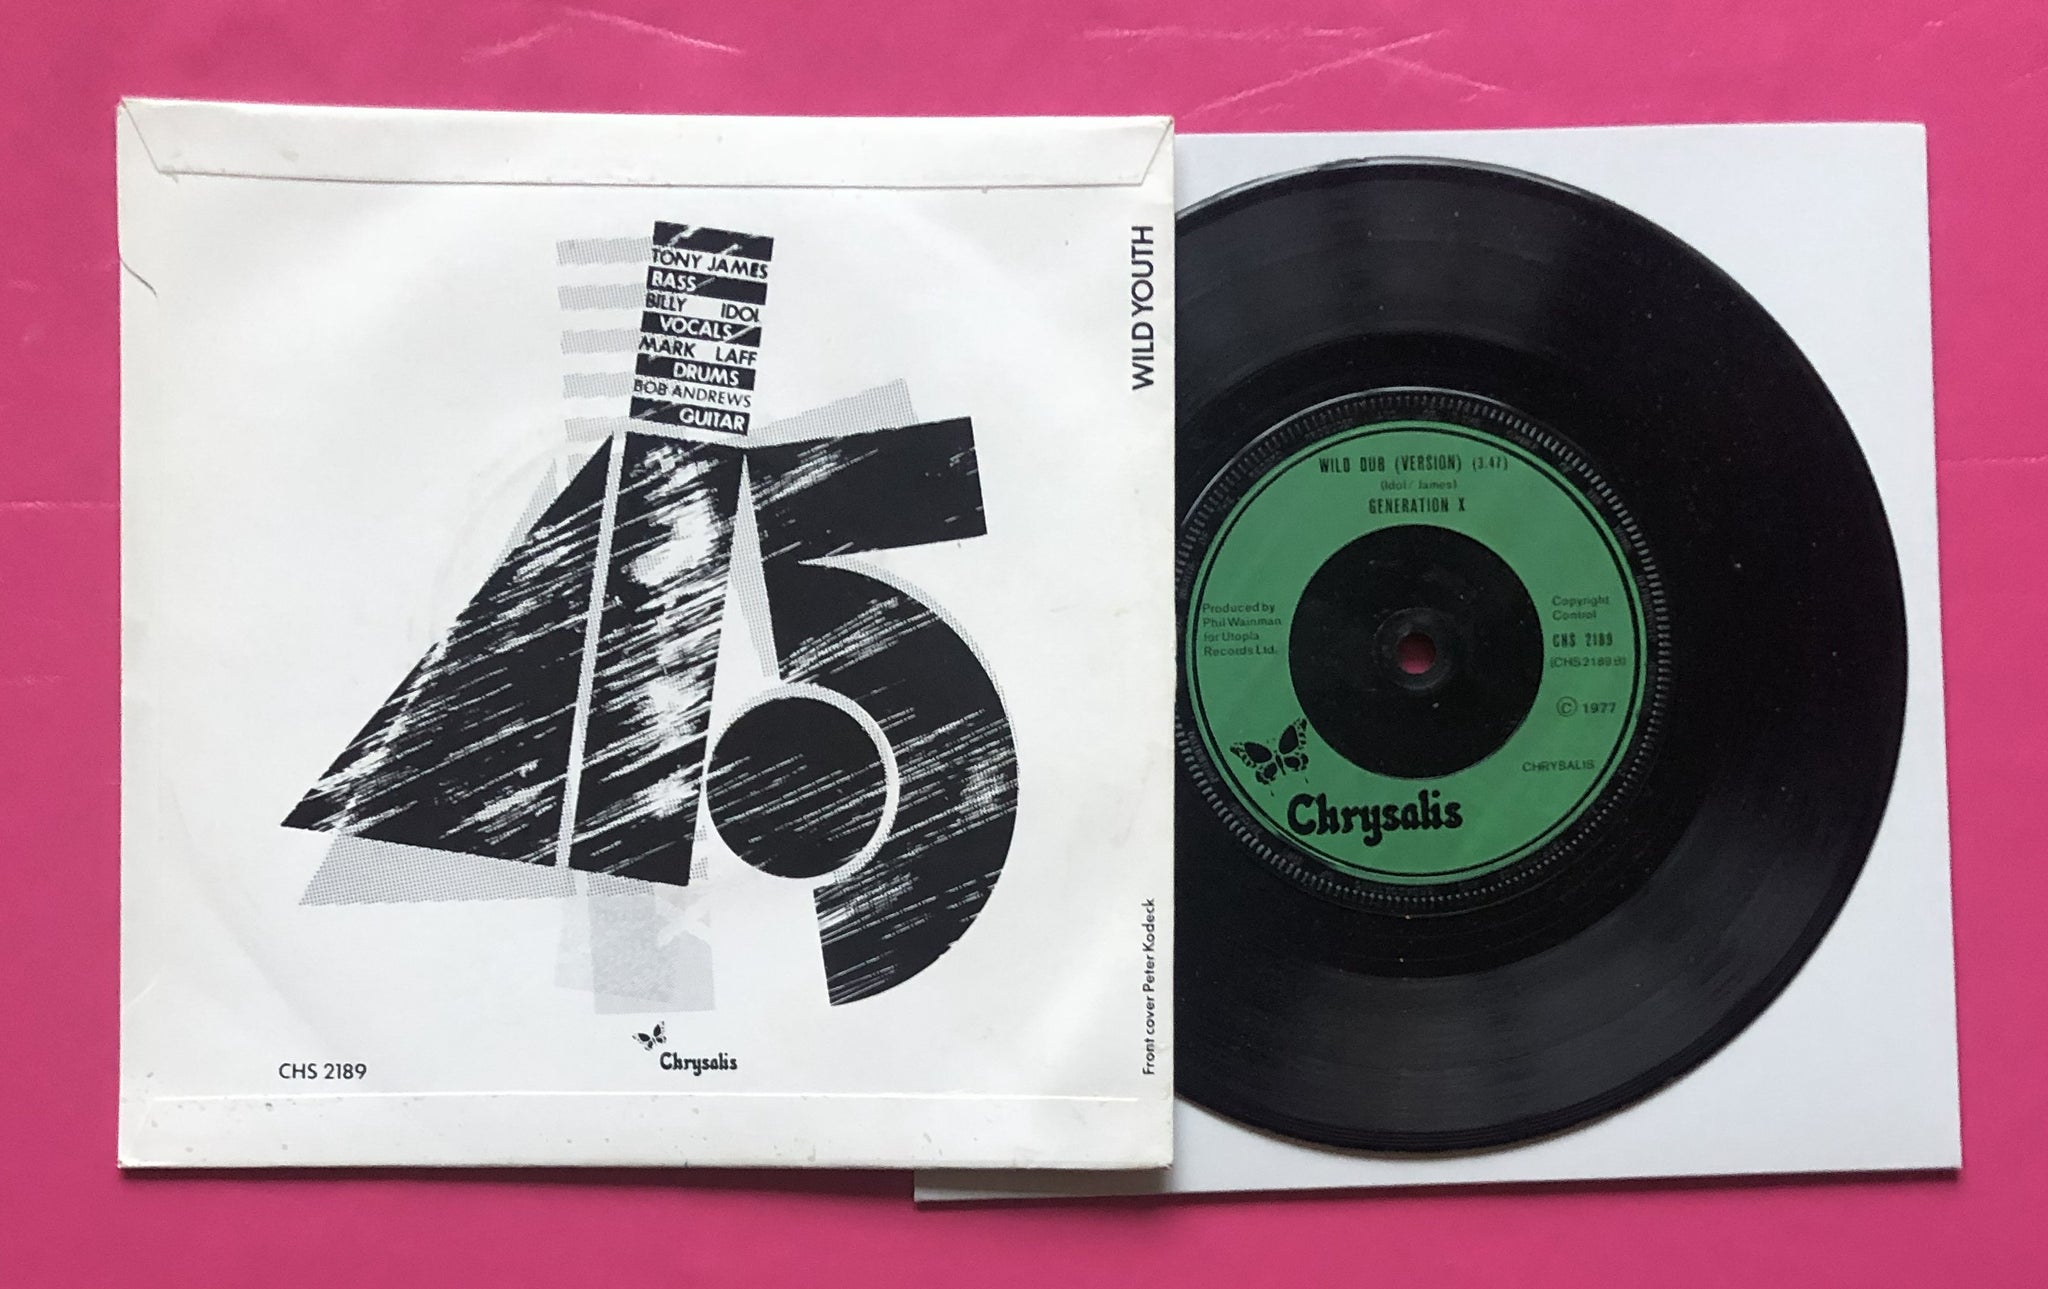 TONY JAMES
BASS
BILLY IDOL
VOCALS
MARK LAFF
DRUMS
BOB ANDREWS
GUITAR
45
WILD YOUTH
Front cover Peter Kodeck
CHS 2189
Chrysalis
WILD DUB (VERSION) (3.47)
(Idol / James)
GENERATION X
Produced by
Phil Wainman
for Utopia
Records Ltd.
Copyright
Control
CHS 2189
(CHS 2189 B)
© 1977
CHRYSALIS
Chrysalis